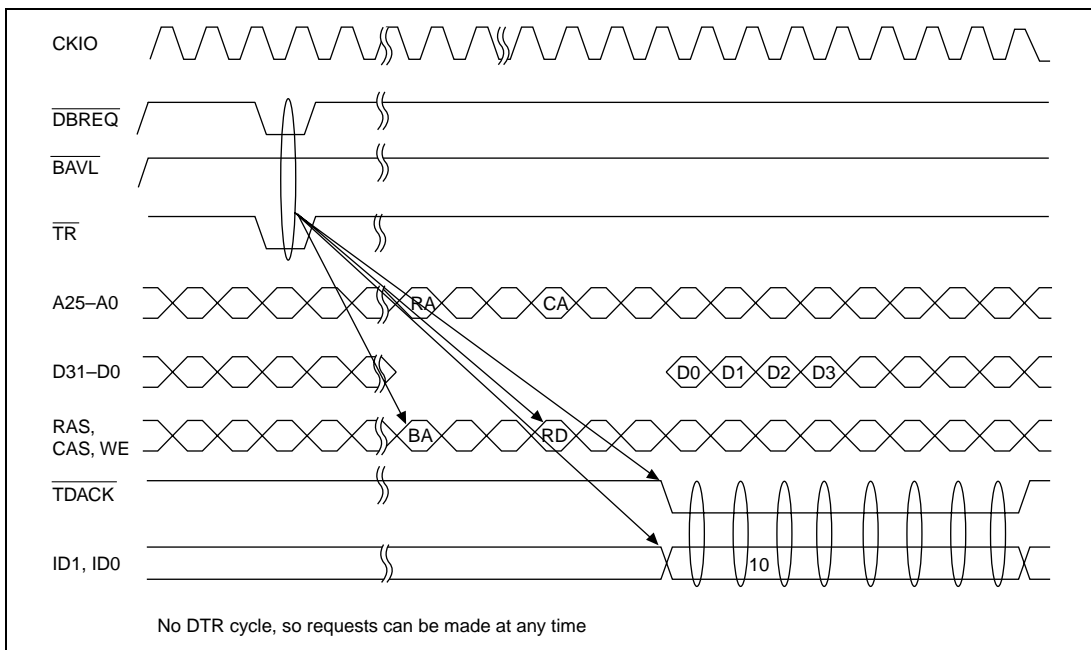 CKIO
DBREQ
BAVL
TR
A25–A0 RA CA
D31–D0 D0 D1 D2 D3
RAS,
CAS, WE BA RD
TDACK
ID1, ID0 10
No DTR cycle, so requests can be made at any time